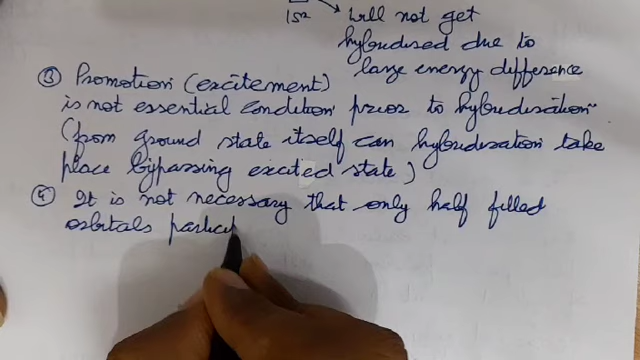 1s² → will not get
hybridised due to
large energy difference
③ Promotion (excitement)
is not essential condition prior to hybridisation
(from ground state itself can hybridization take
place bypassing excited state)
④ It is not necessary that only half filled
orbitals particip